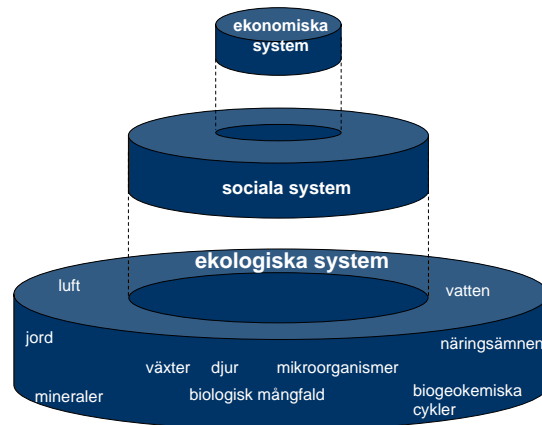 ekonomiska
system
sociala system
ekologiska system
luft
vatten
jord
näringsämnen
växter djur mikroorganismer
mineraler
biologisk mångfald
biogeokemiska
cykler